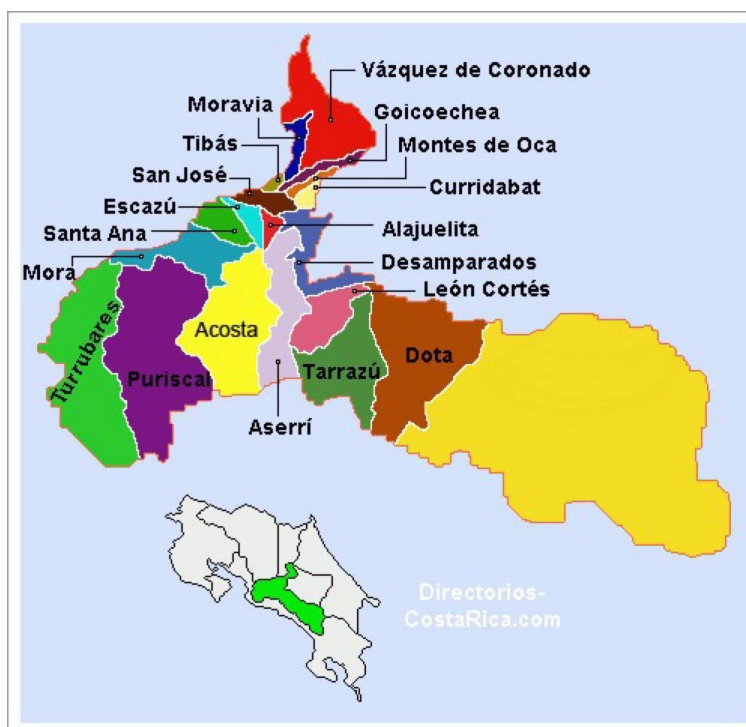 Vázquez de Coronado
Moravia
Goicoechea
Tibás
Montes de Oca
San José
Curridabat
Escazú
Alajuelita
Santa Ana
Desamparados
Mora
León Cortés
Turrubares
Acosta
Puriscal
Dota
Tarrazú
Aserrí
Directorios-
CostaRica.com